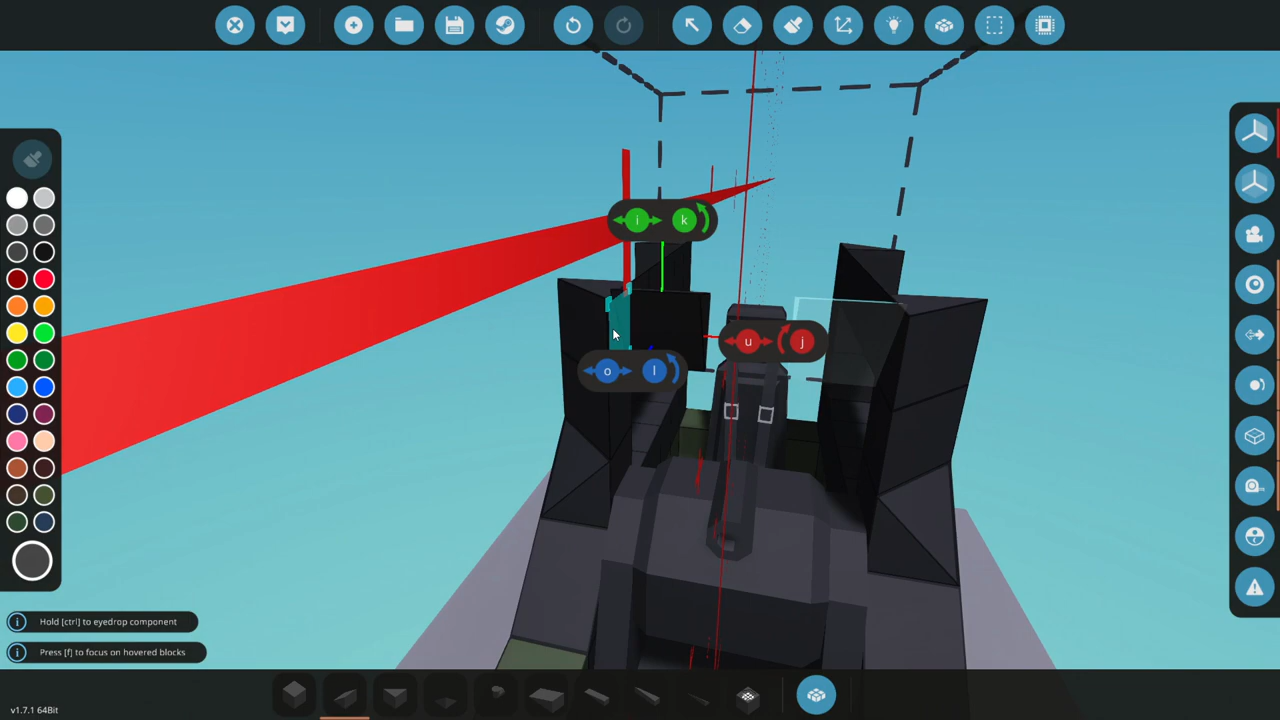 i k
u j
o l
Hold [ctrl] to eyedrop component
Press [f] to focus on hovered blocks
v1.7.1 64Bit